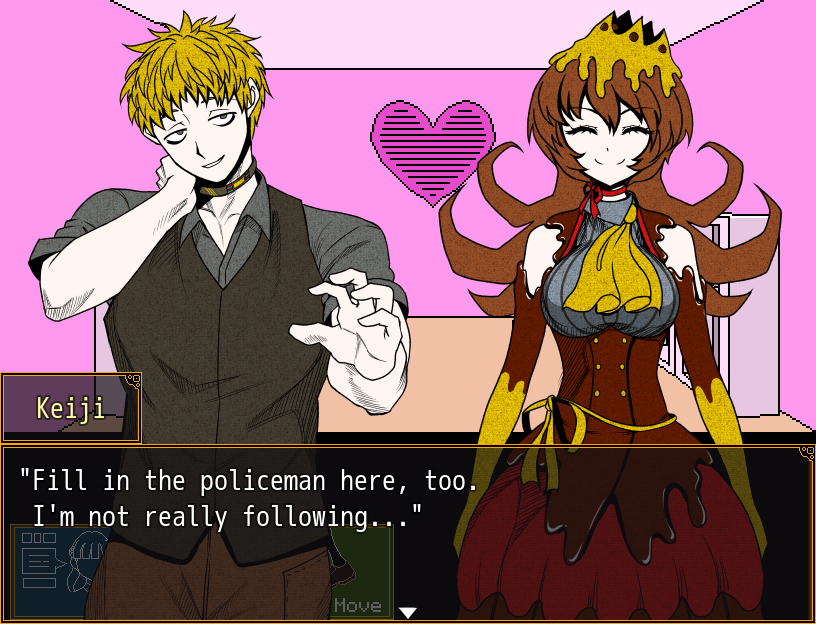 Keiji
"Fill in the policeman here, too.
I'm not really following..."
Move